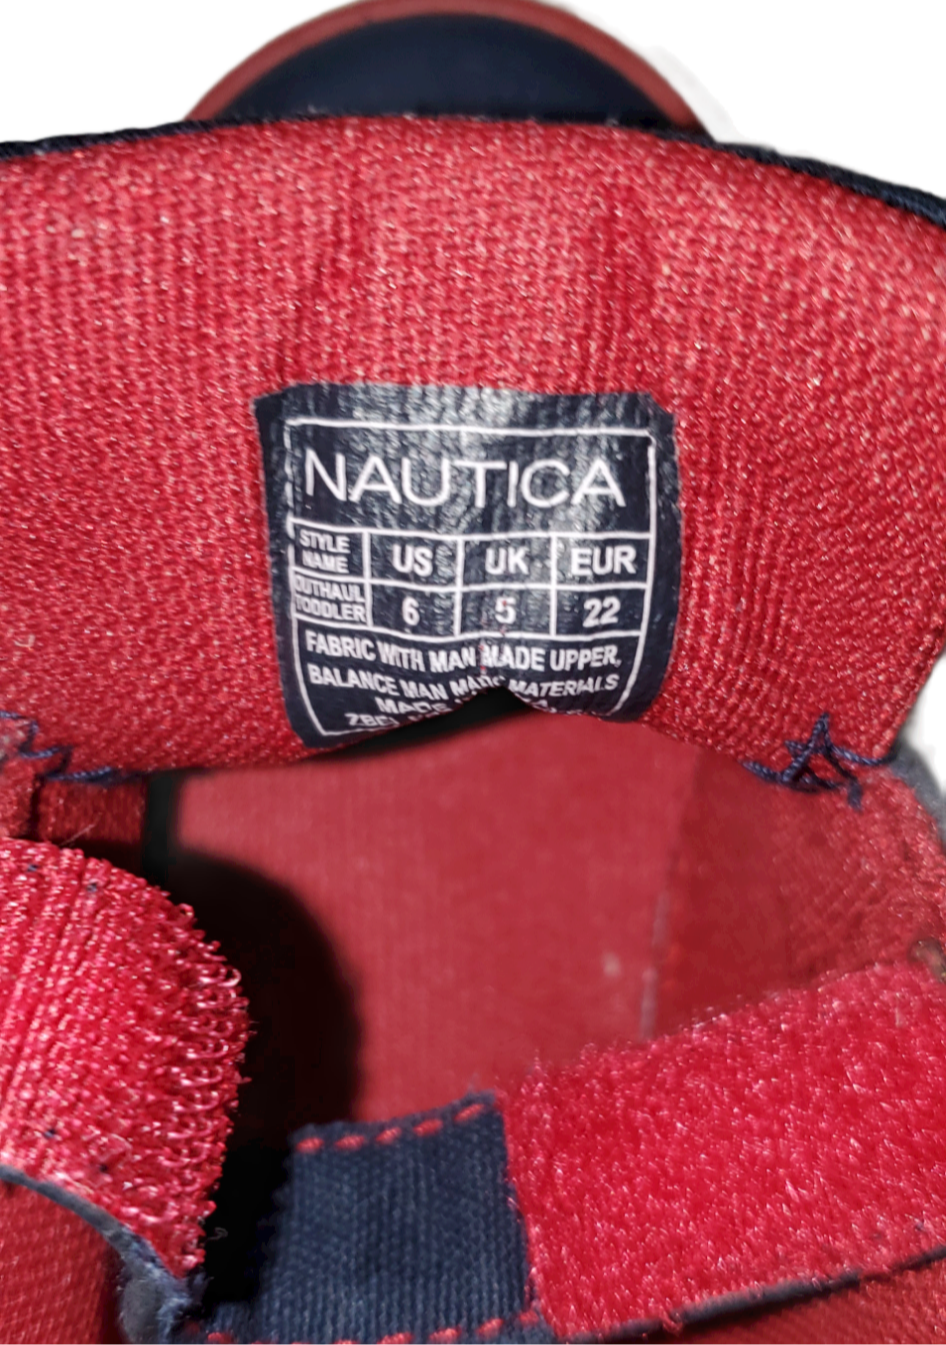 NAUTICA
STYLE NAME US UK EUR
OUTHAUL TODDLER 6 5 22
FABRIC WITH MAN MADE UPPER,
BALANCE MAN MADE MATERIALS
MADE